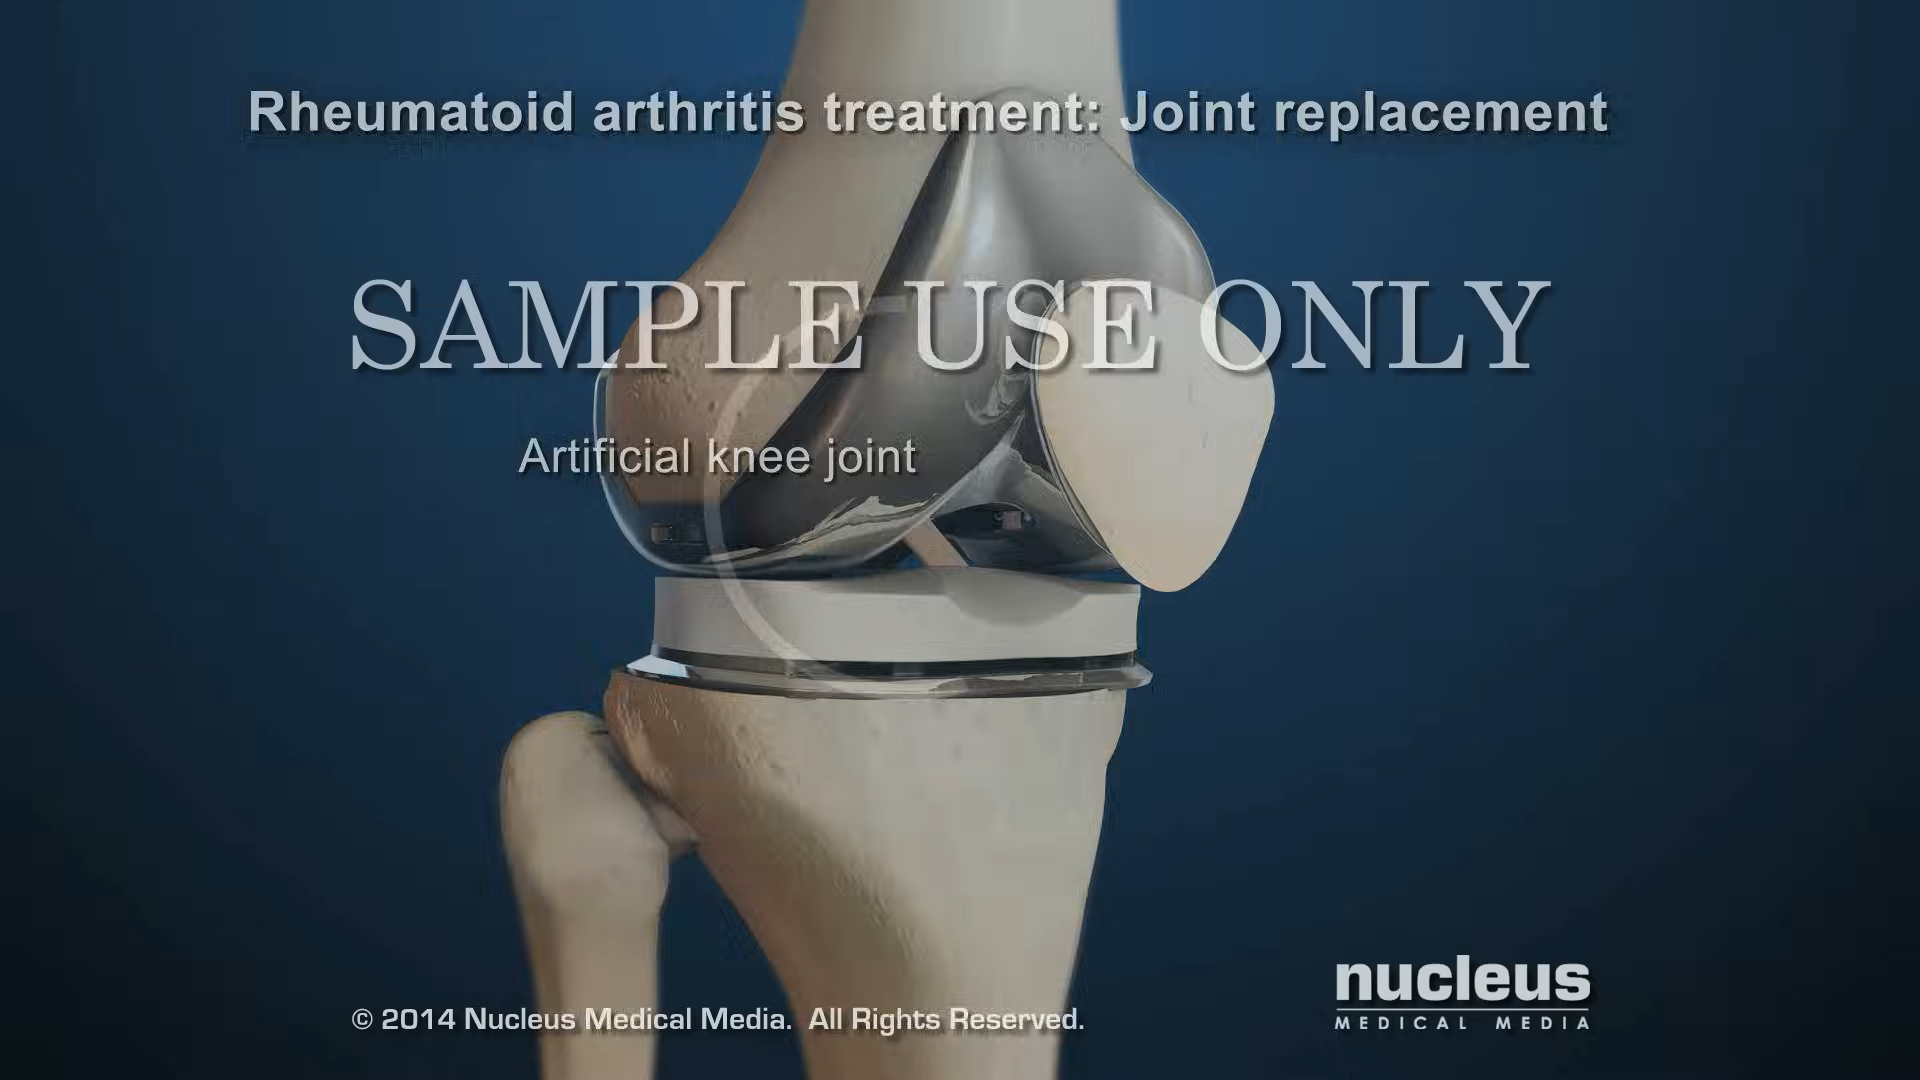 Rheumatoid arthritis treatment: Joint replacement
SAMPLE USE ONLY
Artificial knee joint
nucleus
MEDICAL MEDIA
© 2014 Nucleus Medical Media. All Rights Reserved.